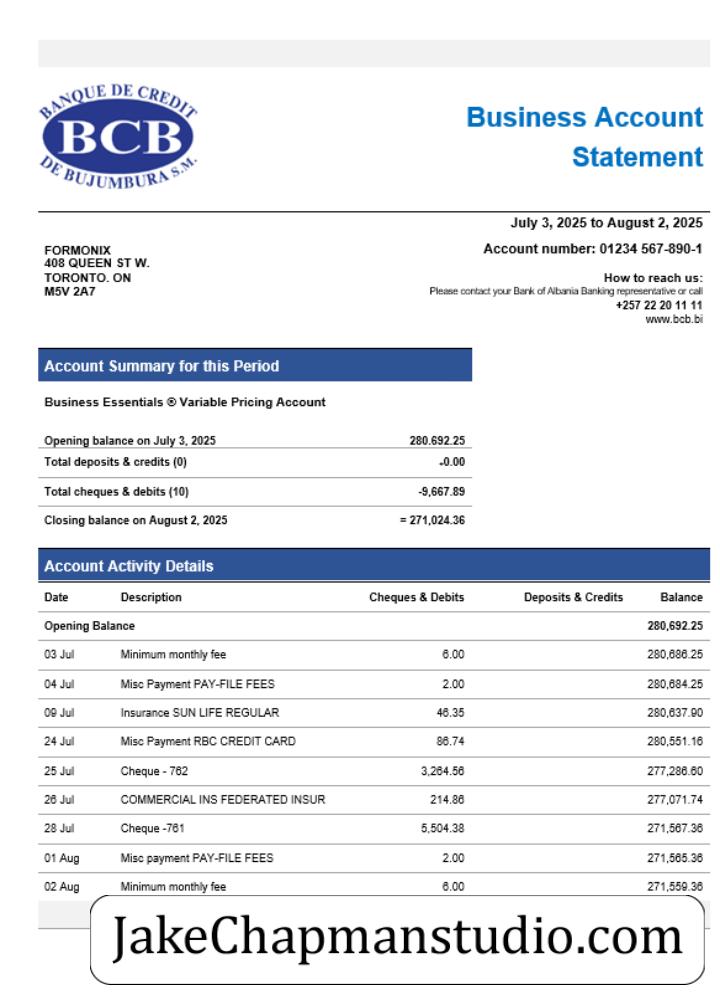 BANQUE DE CREDIT
BCB
DE BUJUMBURA S.M.
Business Account
Statement
July 3, 2025 to August 2, 2025
Account number: 01234 567-890-1
FORMONIX
408 QUEEN ST W.
TORONTO. ON
M5V 2A7
How to reach us:
Please contact your Bank of Albania Banking representative or call
+257 22 20 11 11
www.bcb.bi
Account Summary for this Period
Business Essentials ® Variable Pricing Account
Opening balance on July 3, 2025 280.692.25
Total deposits & credits (0) -0.00
Total cheques & debits (10) -9,667.89
Closing balance on August 2, 2025 = 271,024.36
Account Activity Details
Date Description Cheques & Debits Deposits & Credits Balance
Opening Balance 280,692.25
03 Jul Minimum monthly fee 6.00 280,686.25
04 Jul Misc Payment PAY-FILE FEES 2.00 280,684.25
09 Jul Insurance SUN LIFE REGULAR 46.35 280,637.90
24 Jul Misc Payment RBC CREDIT CARD 86.74 280,551.16
25 Jul Cheque - 762 3,264.56 277,286.60
26 Jul COMMERCIAL INS FEDERATED INSUR 214.86 277,071.74
28 Jul Cheque -761 5,504.38 271,567.36
01 Aug Misc payment PAY-FILE FEES 2.00 271,565.36
02 Aug Minimum monthly fee 6.00 271,559.36
JakeChapmanstudio.com